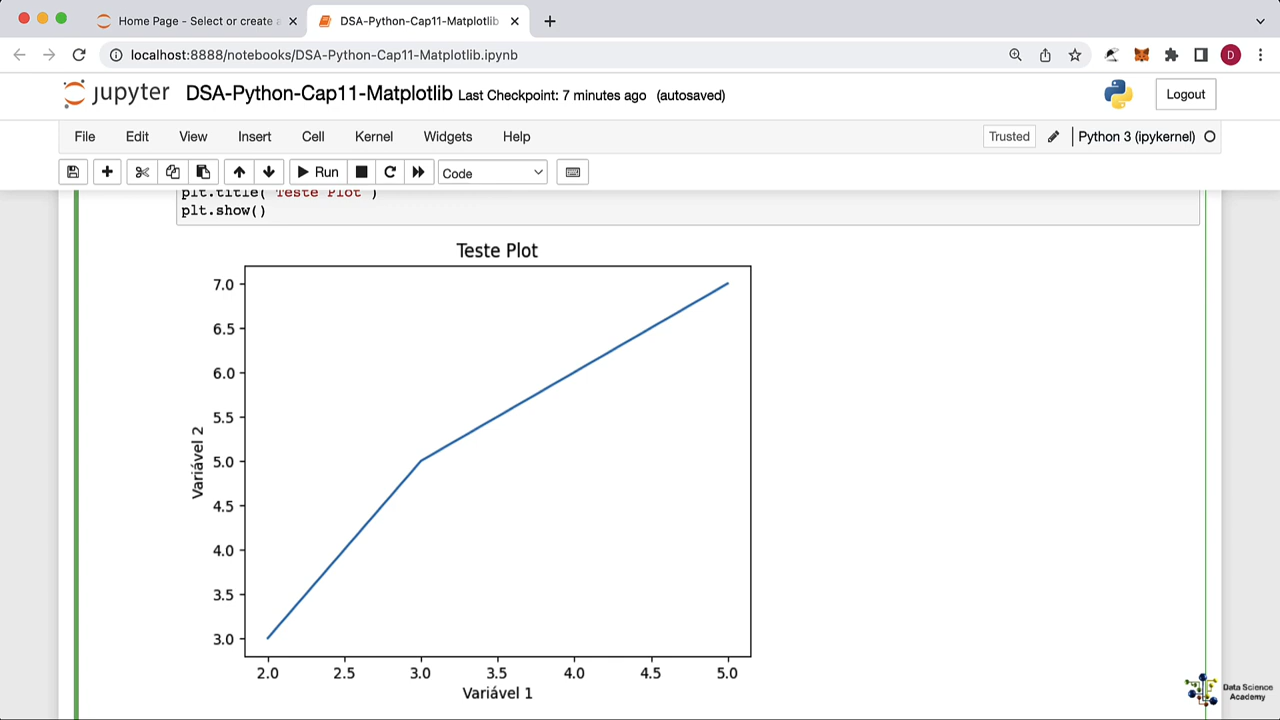 Home Page - Select or create a
DSA-Python-Cap11-Matplotlib
localhost:8888/notebooks/DSA-Python-Cap11-Matplotlib.ipynb
D
jupyter DSA-Python-Cap11-Matplotlib Last Checkpoint: 7 minutes ago (autosaved)
Logout
File Edit View Insert Cell Kernel Widgets Help
Trusted
Python 3 (ipykernel)
Run
Code
plt.title("Teste Plot")
plt.show()
Teste Plot
7.0
6.5
6.0
5.5
5.0
4.5
4.0
3.5
3.0
Variável 2
2.0 2.5 3.0 3.5 4.0 4.5 5.0
Variável 1
Data Science
Academy